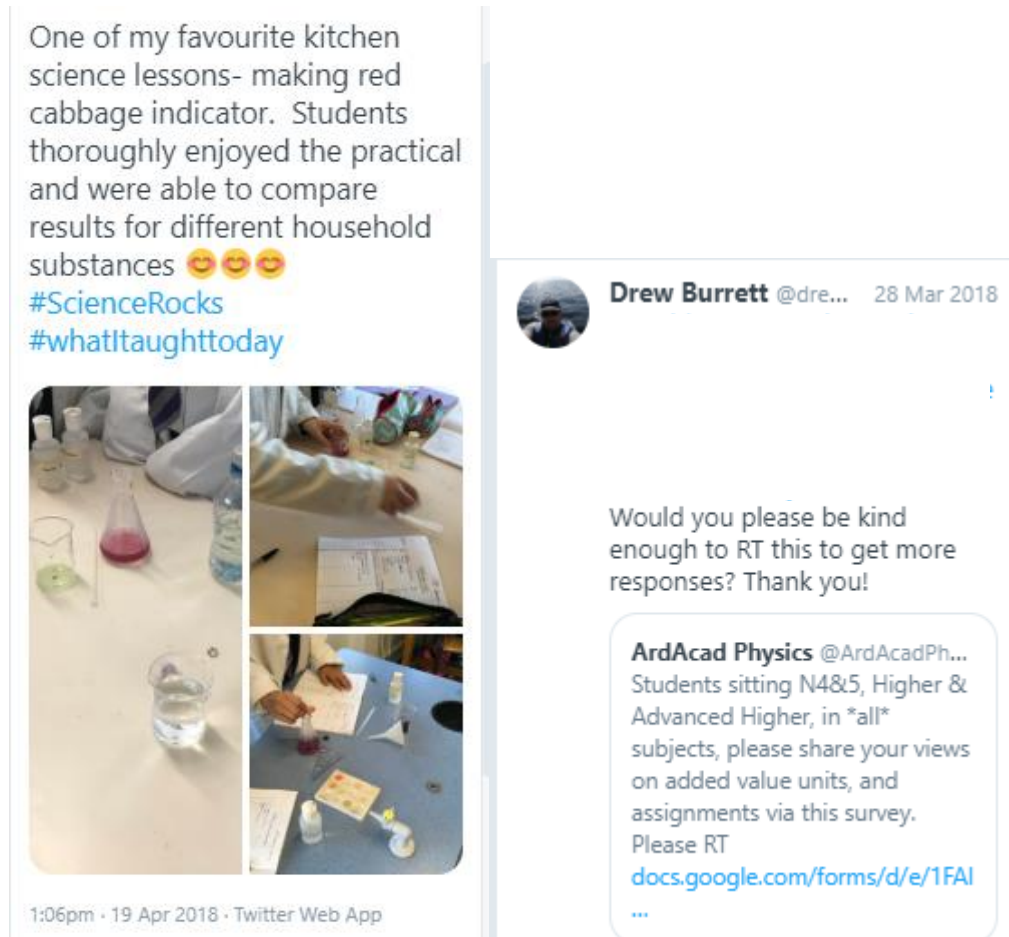 One of my favourite kitchen
science lessons- making red
cabbage indicator.  Students
thoroughly enjoyed the practical
and were able to compare
results for different household
substances 😊😊😊
#ScienceRocks
#whatItaughttoday
1:06pm · 19 Apr 2018 · Twitter Web App
Drew Burrett @dre... 28 Mar 2018
Would you please be kind
enough to RT this to get more
responses? Thank you!
ArdAcad Physics @ArdAcadPh...
Students sitting N4&5, Higher &
Advanced Higher, in *all*
subjects, please share your views
on added value units, and
assignments via this survey.
Please RT
docs.google.com/forms/d/e/1FAI
...